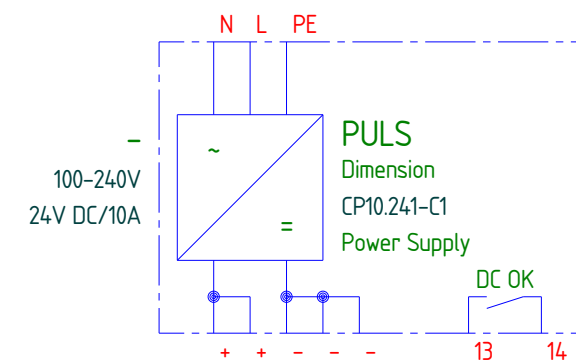 N L PE
~
=
–
100-240V
24V DC/10A
PULS
Dimension
CP10.241-C1
Power Supply
DC OK
+ + – – –
13 14